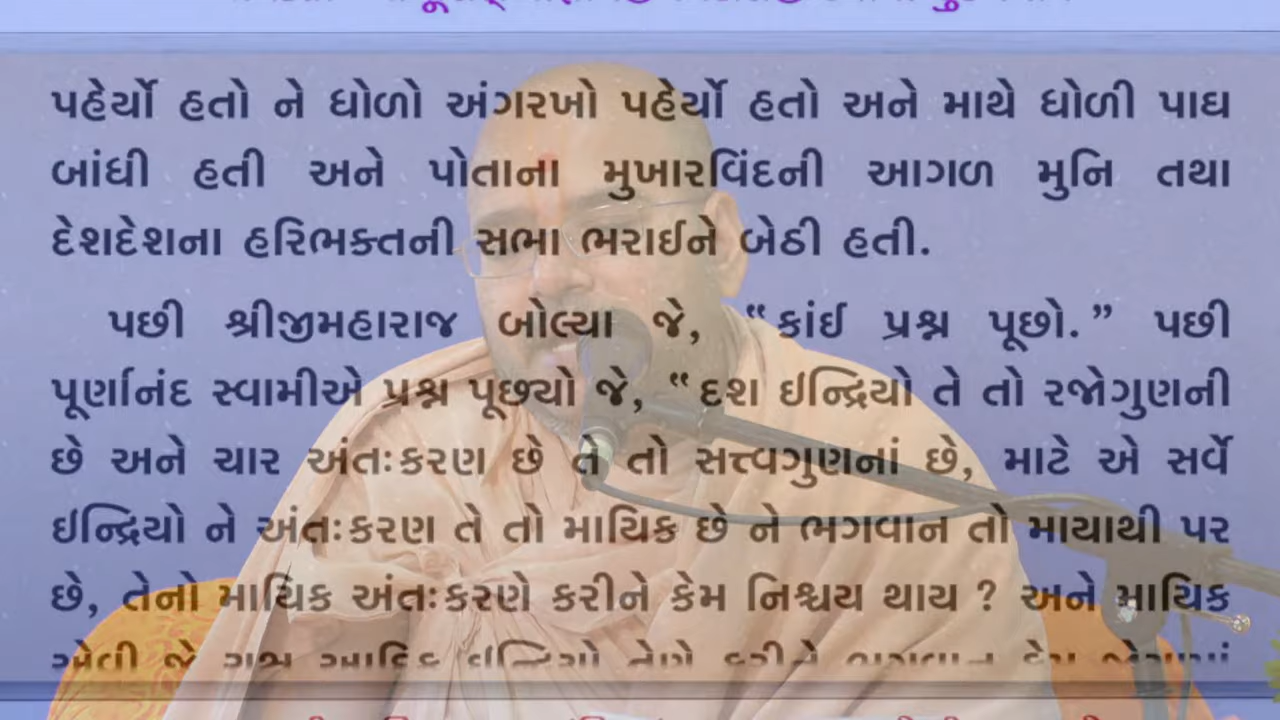 પહેર્યો હતો ને ધોળો અંગરખો પહેર્યો હતો અને માથે ધોળી પાઘ
બાંધી હતી અને પોતાના મુખારવિંદની આગળ મુનિ તથા
દેશદેશના હરિભક્તની સભા ભરાઈને બેઠી હતી.
પછી શ્રીજીમહારાજ બોલ્યા જે, “કાંઈ પ્રશ્ન પૂછો.” પછી
પૂર્ણાનંદ સ્વામીએ પ્રશ્ન પૂછ્યો જે, “દશ ઈન્દ્રિયો તે તો રજોગુણની
છે અને ચાર અંતઃકરણ છે તે તો સત્ત્વગુણનાં છે, માટે એ સર્વે
ઈન્દ્રિયો ને અંતઃકરણ તે તો માયિક છે ને ભગવાન તો માયાથી પર
છે, તેનો માયિક અંતઃકરણે કરીને કેમ નિશ્ચય થાય ? અને માયિક